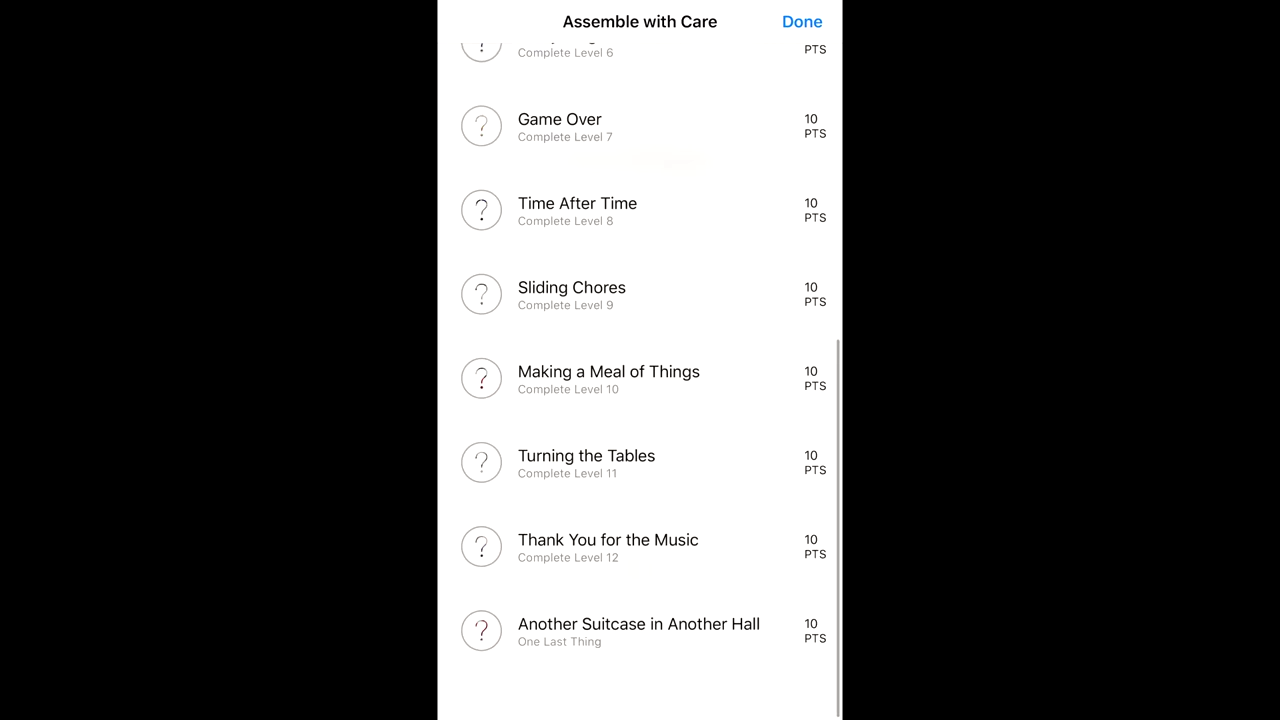 Assemble with Care
Done
Complete Level 6
PTS
Game Over
Complete Level 7
10
PTS
Time After Time
Complete Level 8
10
PTS
Sliding Chores
Complete Level 9
10
PTS
Making a Meal of Things
Complete Level 10
10
PTS
Turning the Tables
Complete Level 11
10
PTS
Thank You for the Music
Complete Level 12
10
PTS
Another Suitcase in Another Hall
One Last Thing
10
PTS